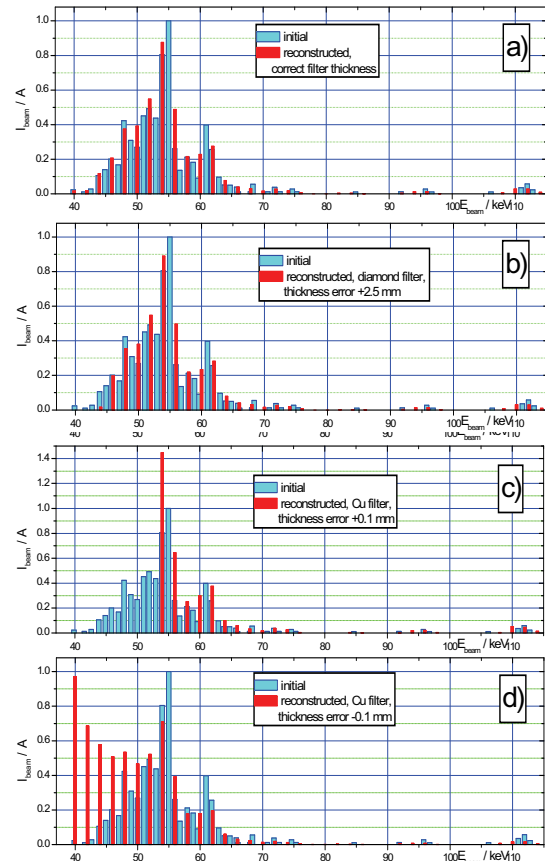 1.0
0.8
0.6
0.4
0.2
0.0
I_beam / A
initial
reconstructed,
correct filter thickness
a)
40 50 60 70 80 90 100 110
E_beam / keV
1.0
0.8
0.6
0.4
0.2
0.0
I_beam / A
initial
reconstructed, diamond filter,
thickness error +2.5 mm
b)
40 50 60 70 80 90 100 110
E_beam / keV
1.4
1.2
1.0
0.8
0.6
0.4
0.2
0.0
I_beam / A
initial
reconstructed, Cu filter,
thickness error +0.1 mm
c)
40 50 60 70 80 90 100 110
E_beam / keV
1.0
0.8
0.6
0.4
0.2
0.0
I_beam / A
initial
reconstructed, Cu filter,
thickness error -0.1 mm
d)
40 50 60 70 80 90 100 110
E / keV